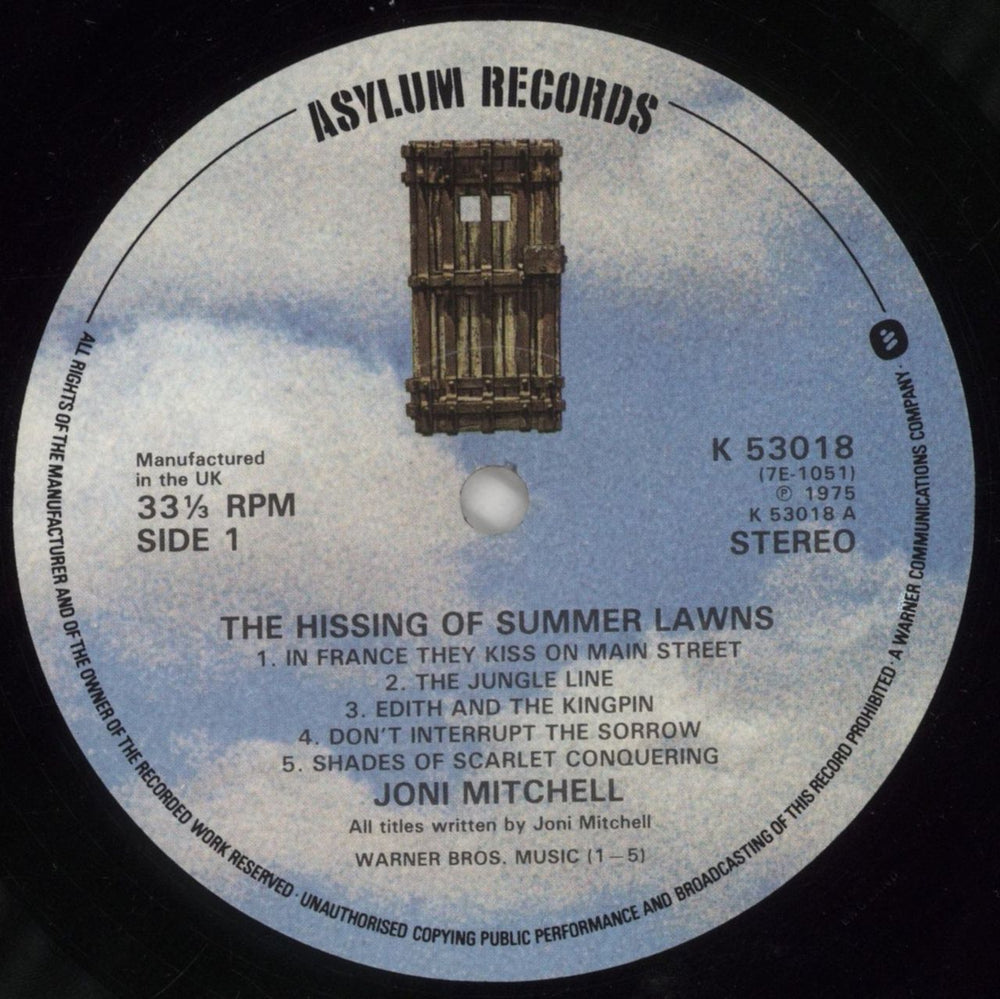 ASYLUM RECORDS
Manufactured
in the UK
33⅓ RPM
SIDE 1
K 53018
(7E-1051)
℗ 1975
K 53018 A
STEREO
THE HISSING OF SUMMER LAWNS
1. IN FRANCE THEY KISS ON MAIN STREET
2. THE JUNGLE LINE
3. EDITH AND THE KINGPIN
4. DON'T INTERRUPT THE SORROW
5. SHADES OF SCARLET CONQUERING
JONI MITCHELL
All titles written by Joni Mitchell
WARNER BROS. MUSIC (1–5)
ALL RIGHTS OF THE MANUFACTURER AND OF THE OWNER OF THE RECORDED WORK RESERVED · UNAUTHORISED COPYING PUBLIC PERFORMANCE AND BROADCASTING OF THIS RECORD PROHIBITED · A WARNER COMMUNICATIONS COMPANY ·